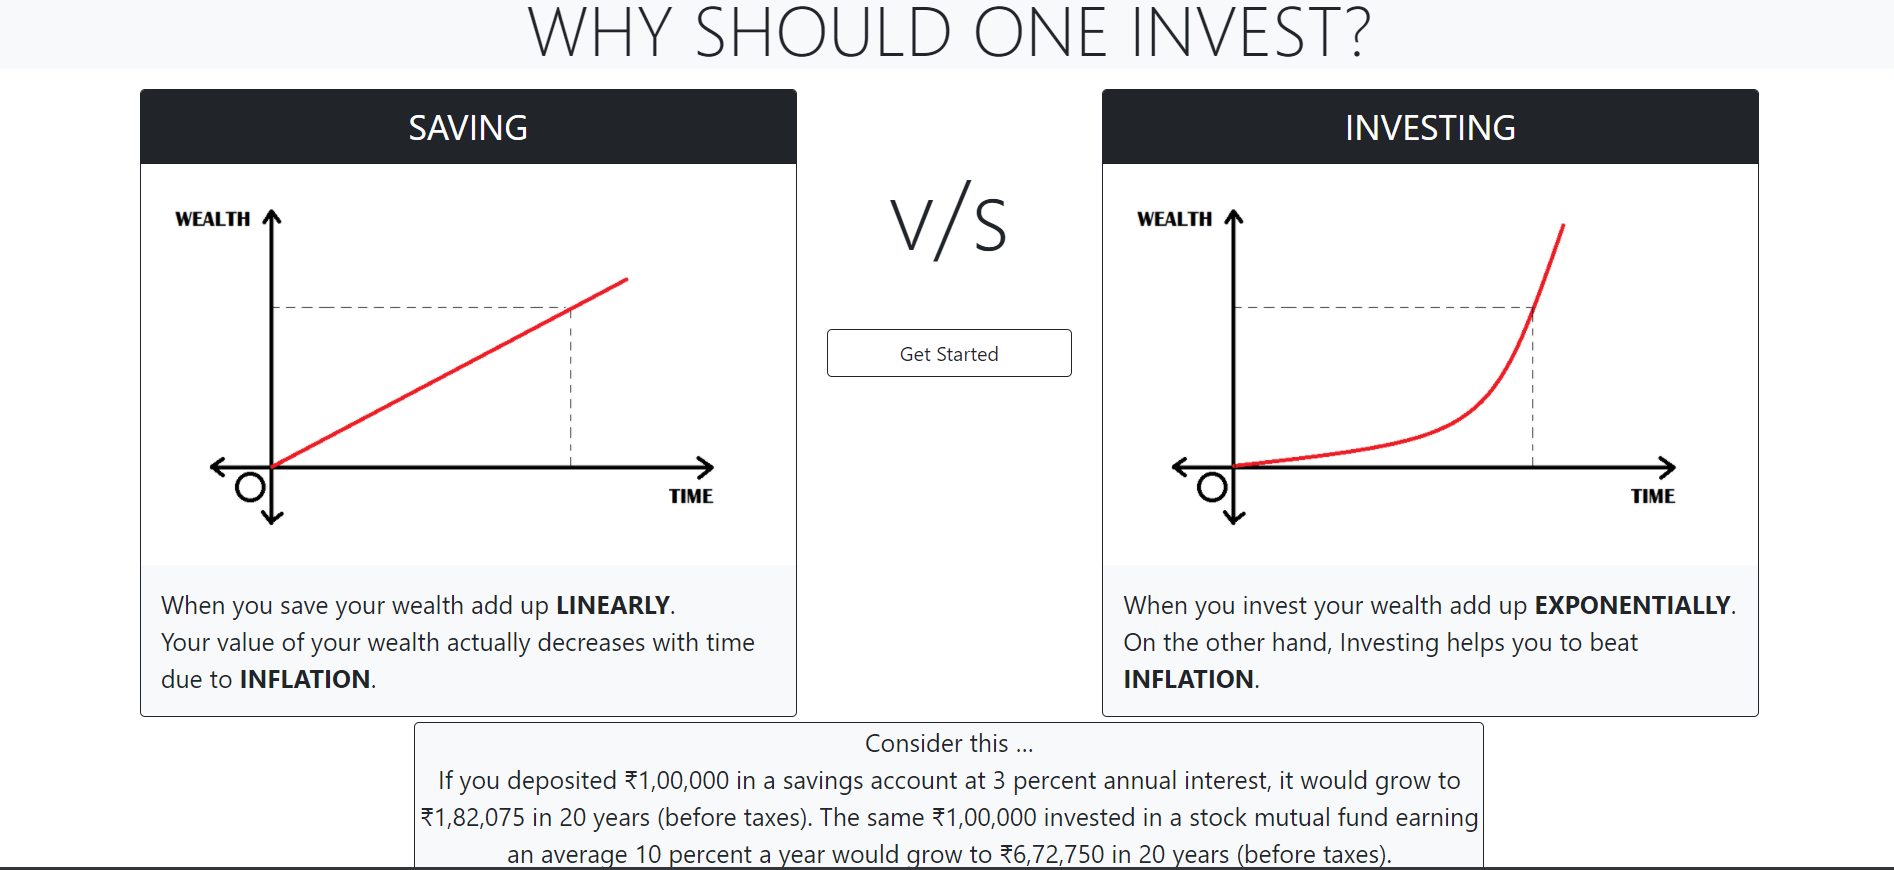 WHY SHOULD ONE INVEST?
SAVING
WEALTH
O
TIME
When you save your wealth add up LINEARLY.
Your value of your wealth actually decreases with time
due to INFLATION.
V/S
Get Started
INVESTING
WEALTH
O
TIME
When you invest your wealth add up EXPONENTIALLY.
On the other hand, Investing helps you to beat
INFLATION.
Consider this ...
If you deposited ₹1,00,000 in a savings account at 3 percent annual interest, it would grow to
₹1,82,075 in 20 years (before taxes). The same ₹1,00,000 invested in a stock mutual fund earning
an average 10 percent a year would grow to ₹6,72,750 in 20 years (before taxes).